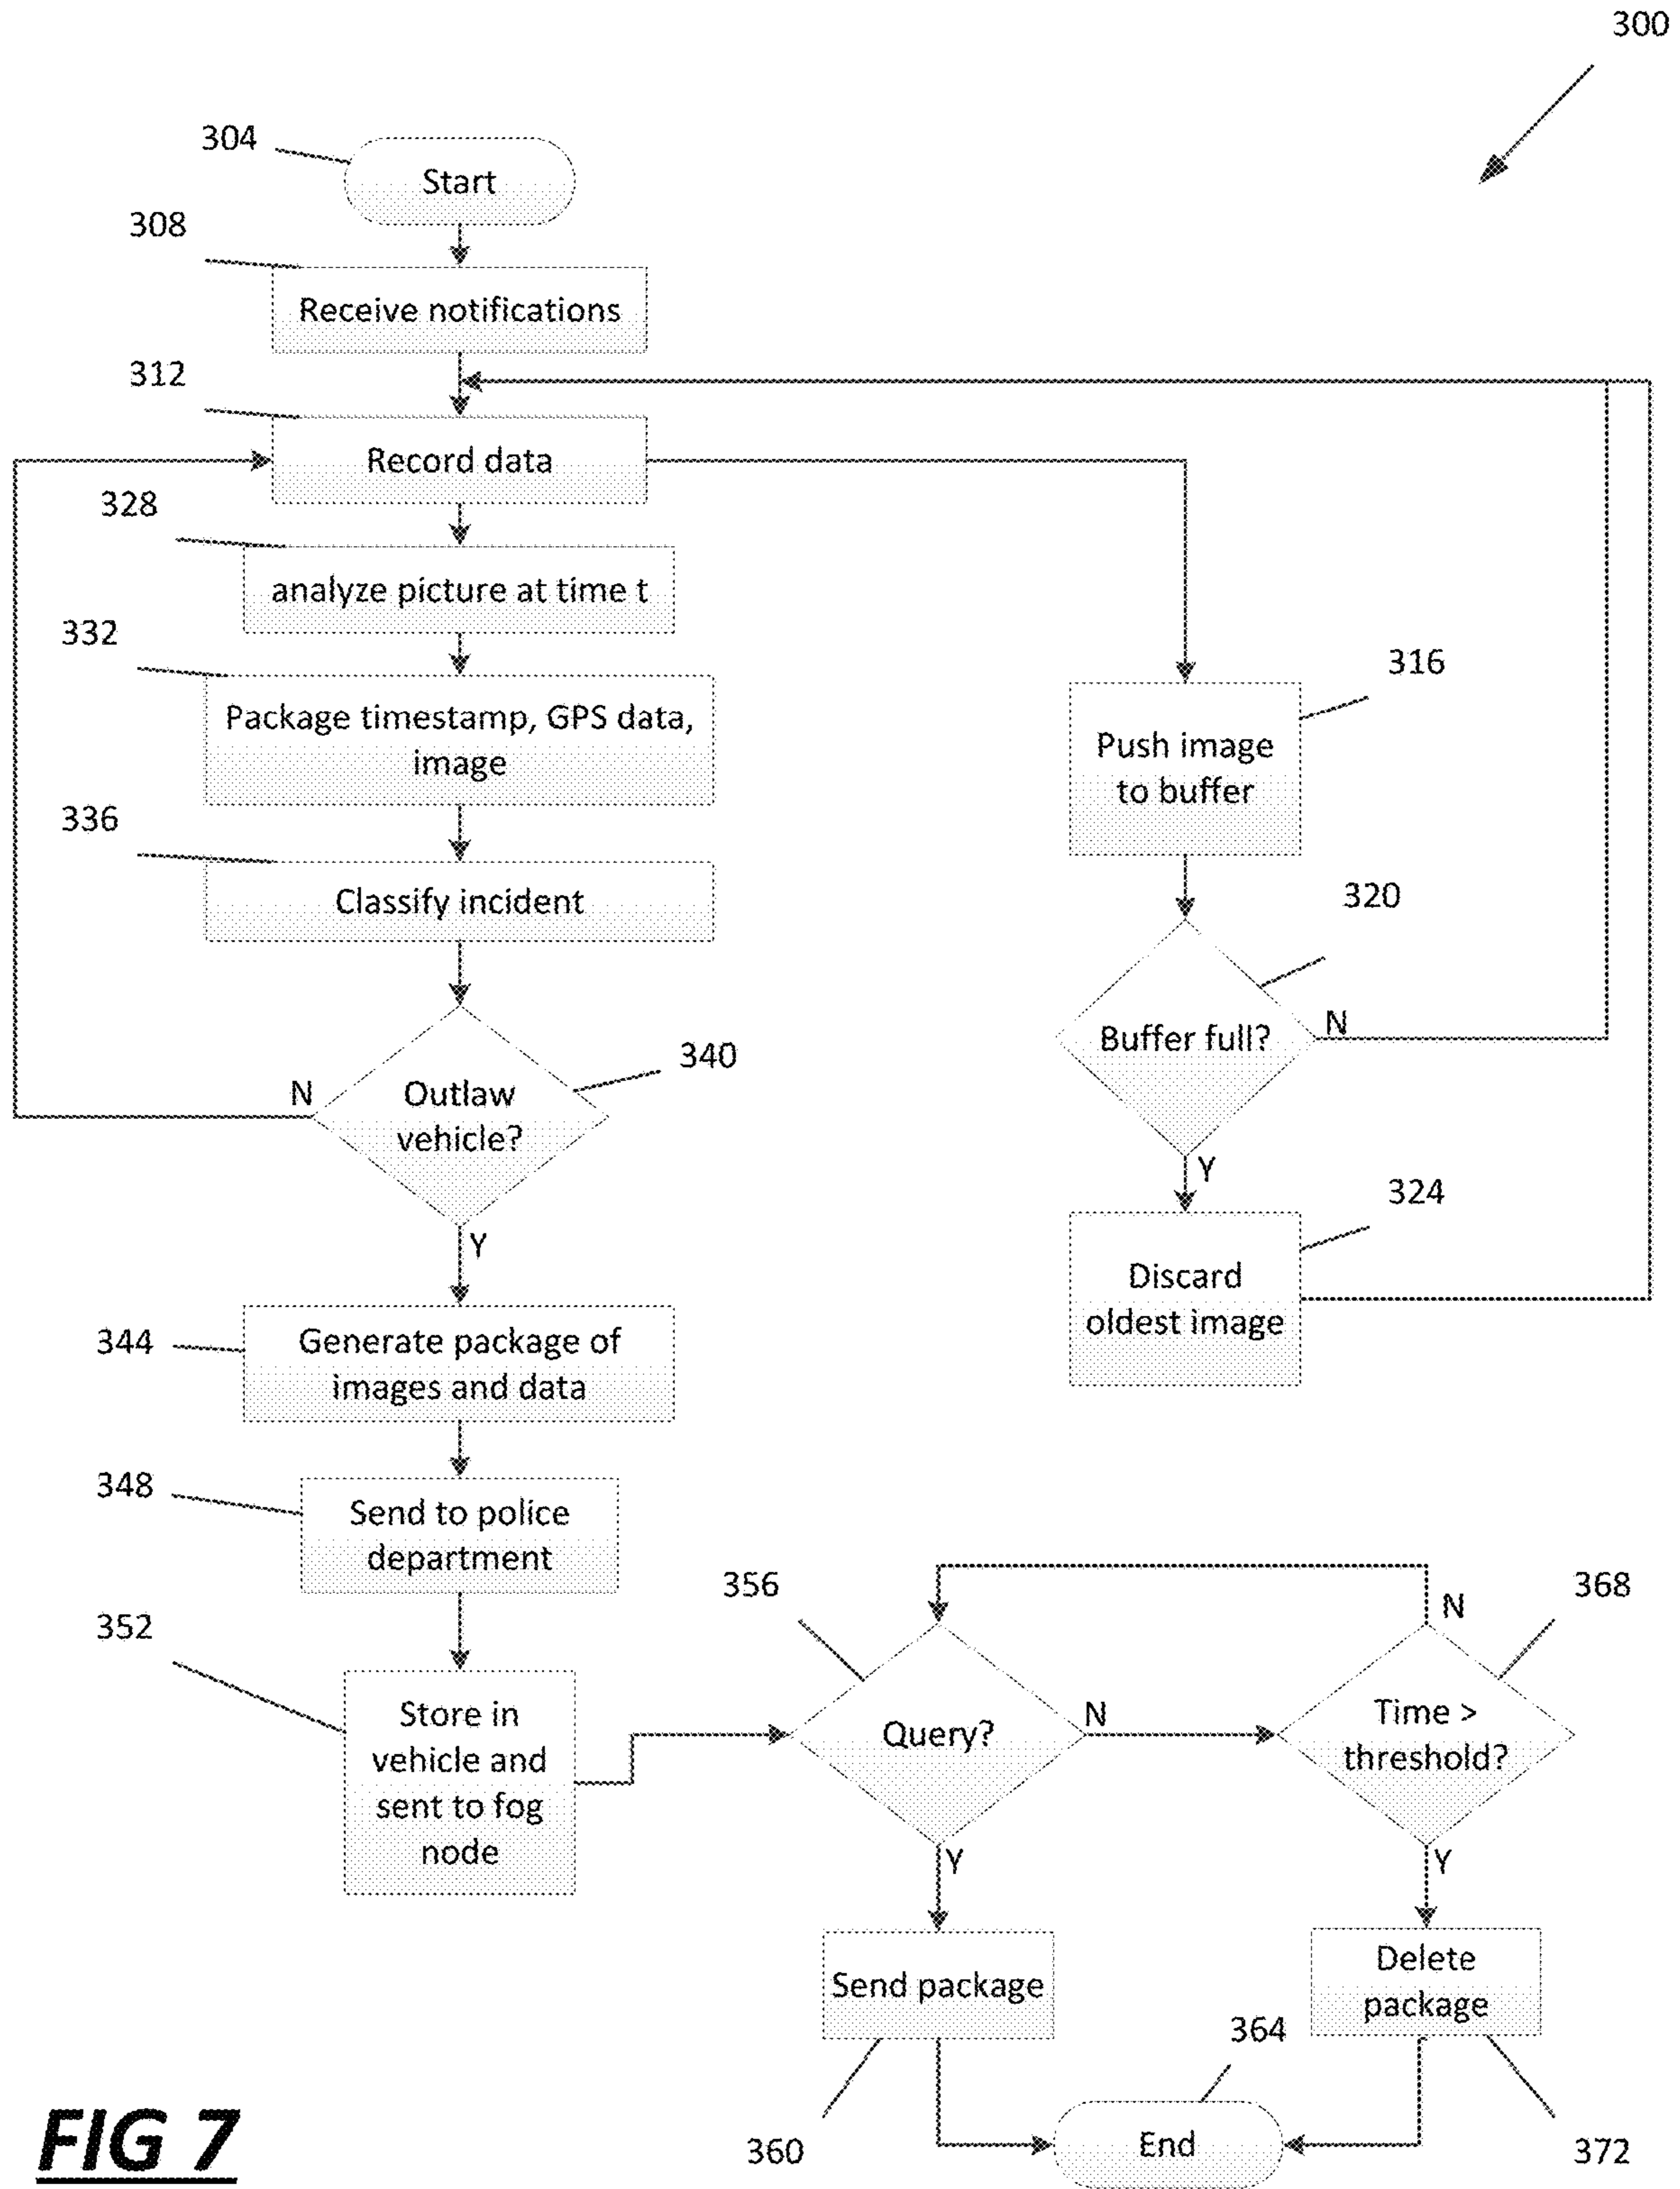 300
304
Start
308
Receive notifications
312
Record data
328
analyze picture at time t
332
Package timestamp, GPS data,
image
336
Classify incident
340
Outlaw
vehicle?
N
Y
316
Push image
to buffer
320
Buffer full?
N
Y
324
Discard
oldest image
344
Generate package of
images and data
348
Send to police
department
352
Store in
vehicle and
sent to fog
node
356
Query?
N
Y
368
N
Time >
threshold?
Y
Send package
360
Delete
package
372
364
End
FIG 7